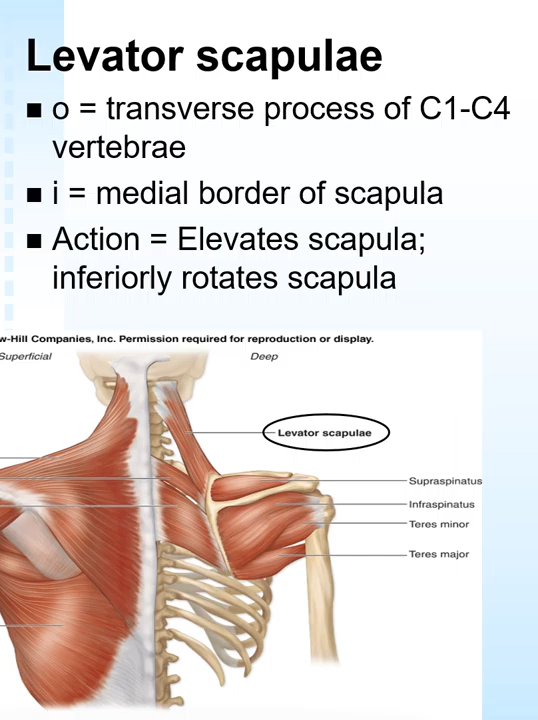 Levator scapulae
■ o = transverse process of C1-C4
vertebrae
■ i = medial border of scapula
■ Action = Elevates scapula;
inferiorly rotates scapula
w-Hill Companies, Inc. Permission required for reproduction or display.
Superficial
Deep
Levator scapulae
Supraspinatus
Infraspinatus
Teres minor
Teres major